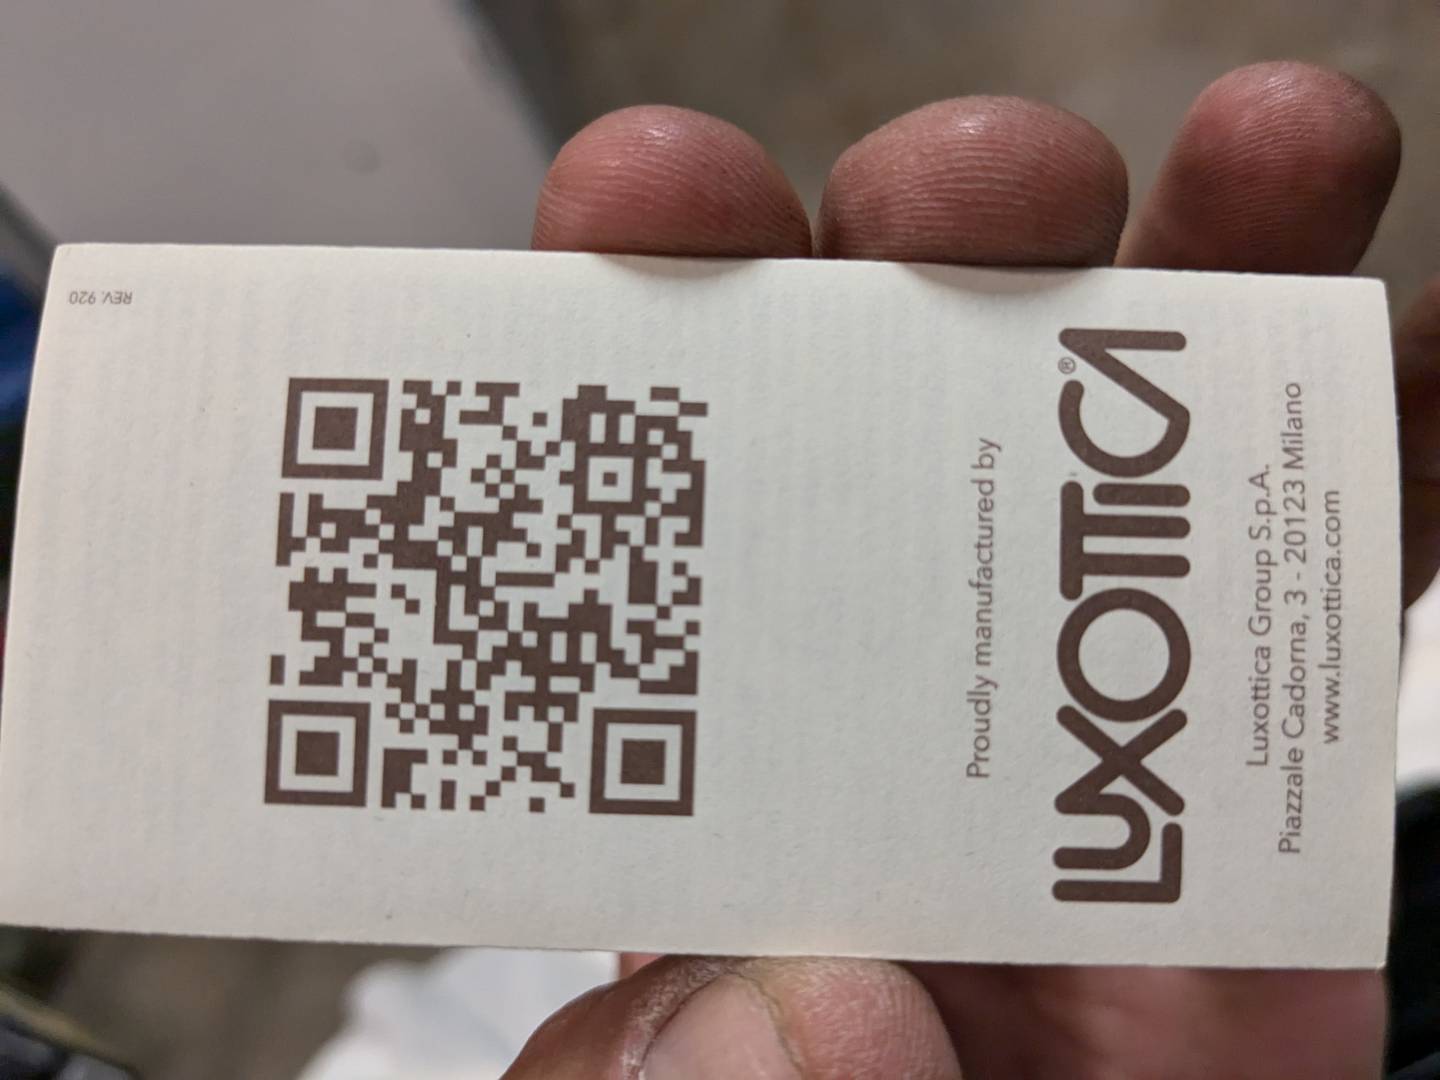 REV. 920
Proudly manufactured by
LUXOTTICA®
Luxottica Group S.p.A.
Piazzale Cadorna, 3 - 20123 Milano
www.luxottica.com